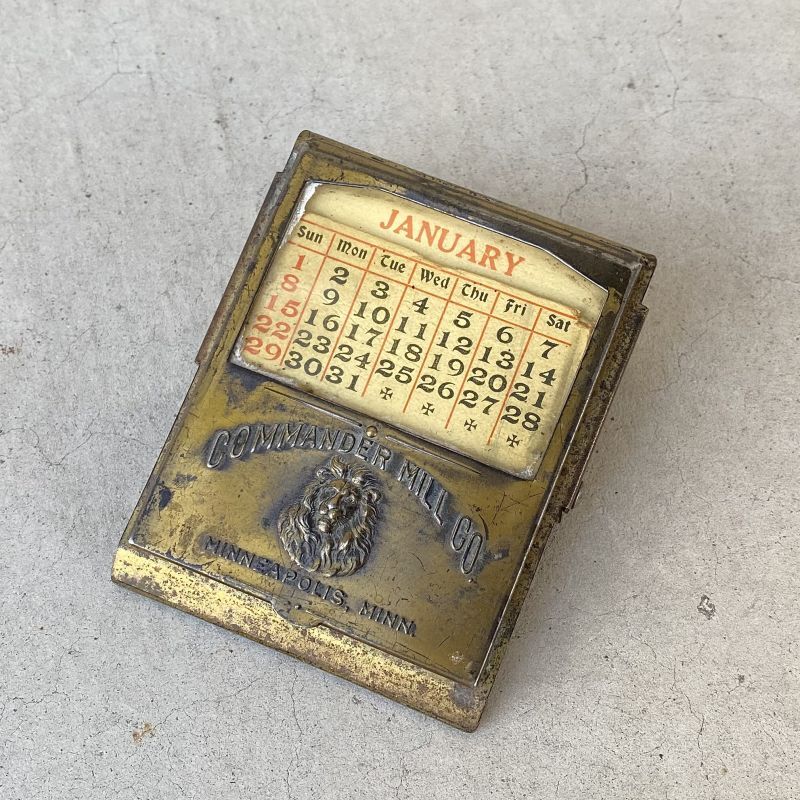 JANUARY
Sun Mon Tue Wed Thu Fri Sat
1 2 3 4 5 6 7
8 9 10 11 12 13 14
15 16 17 18 19 20 21
22 23 24 25 26 27 28
29 30 31 ✠ ✠ ✠ ✠
COMMANDER MILL CO.
MINNEAPOLIS, MINN.